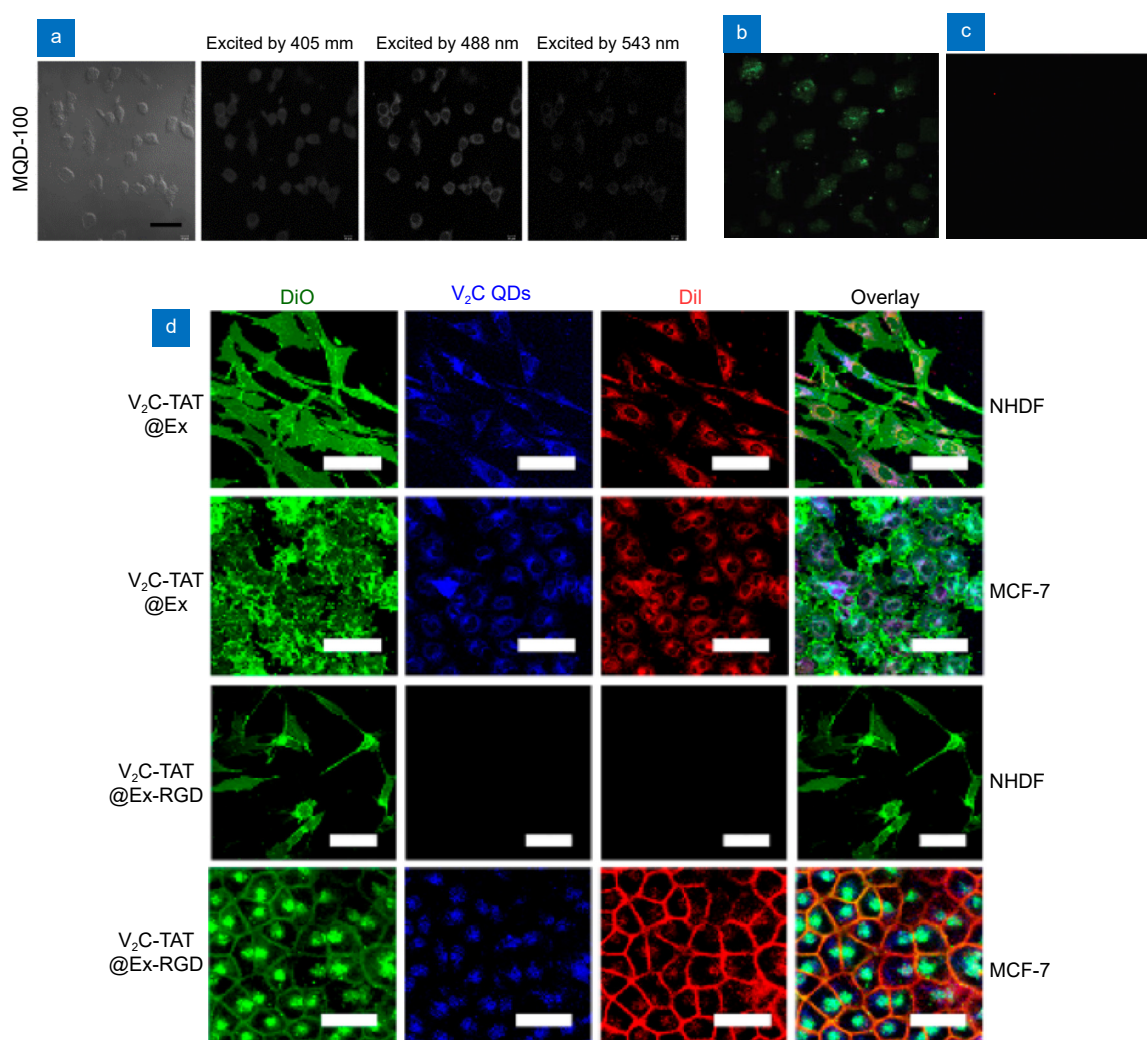 a
Excited by 405 mm
Excited by 488 nm
Excited by 543 nm
b
c
MQD-100
d
DiO
V₂C QDs
Dil
Overlay
V₂C-TAT
@Ex
NHDF
V₂C-TAT
@Ex
MCF-7
V₂C-TAT
@Ex-RGD
NHDF
V₂C-TAT
@Ex-RGD
MCF-7